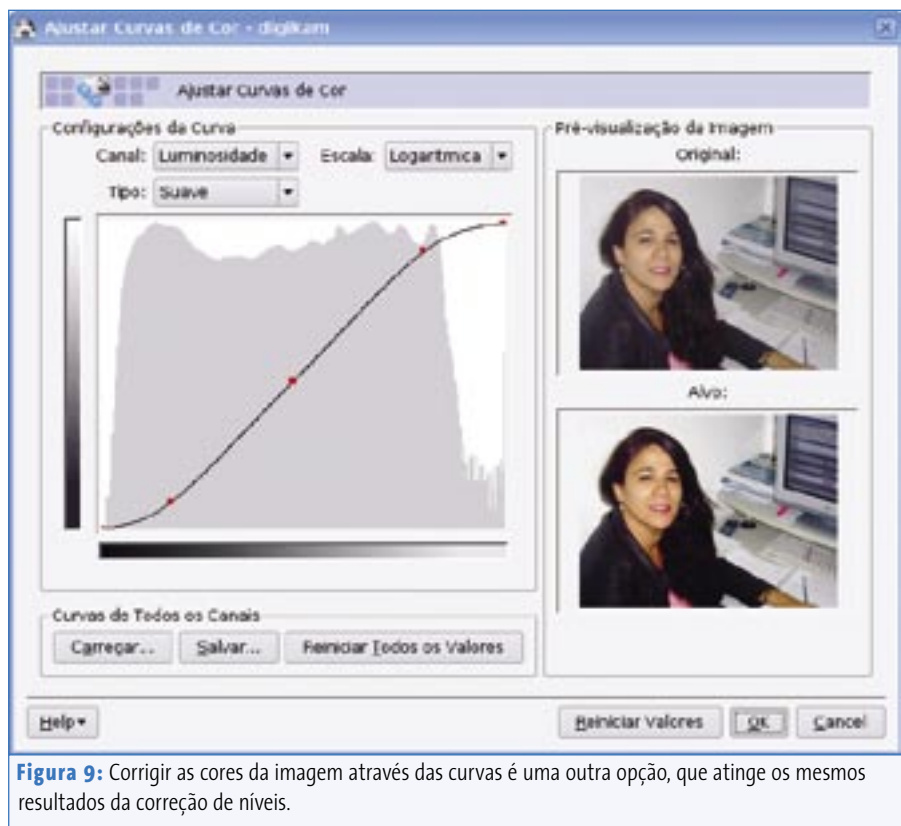 Ajustar Curvas de Cor - digikam
Ajustar Curvas de Cor
Configurações da Curva
Canal: Luminosidade Escala: Logarítmica
Tipo: Suave
Pré-visualização da Imagem
Original:
Alvo:
Curvas de Todos os Canais
Carregar... Salvar... Reiniciar Todos os Valores
Help Reiniciar Valores OK Cancel
Figura 9: Corrigir as cores da imagem através das curvas é uma outra opção, que atinge os mesmos
resultados da correção de níveis.